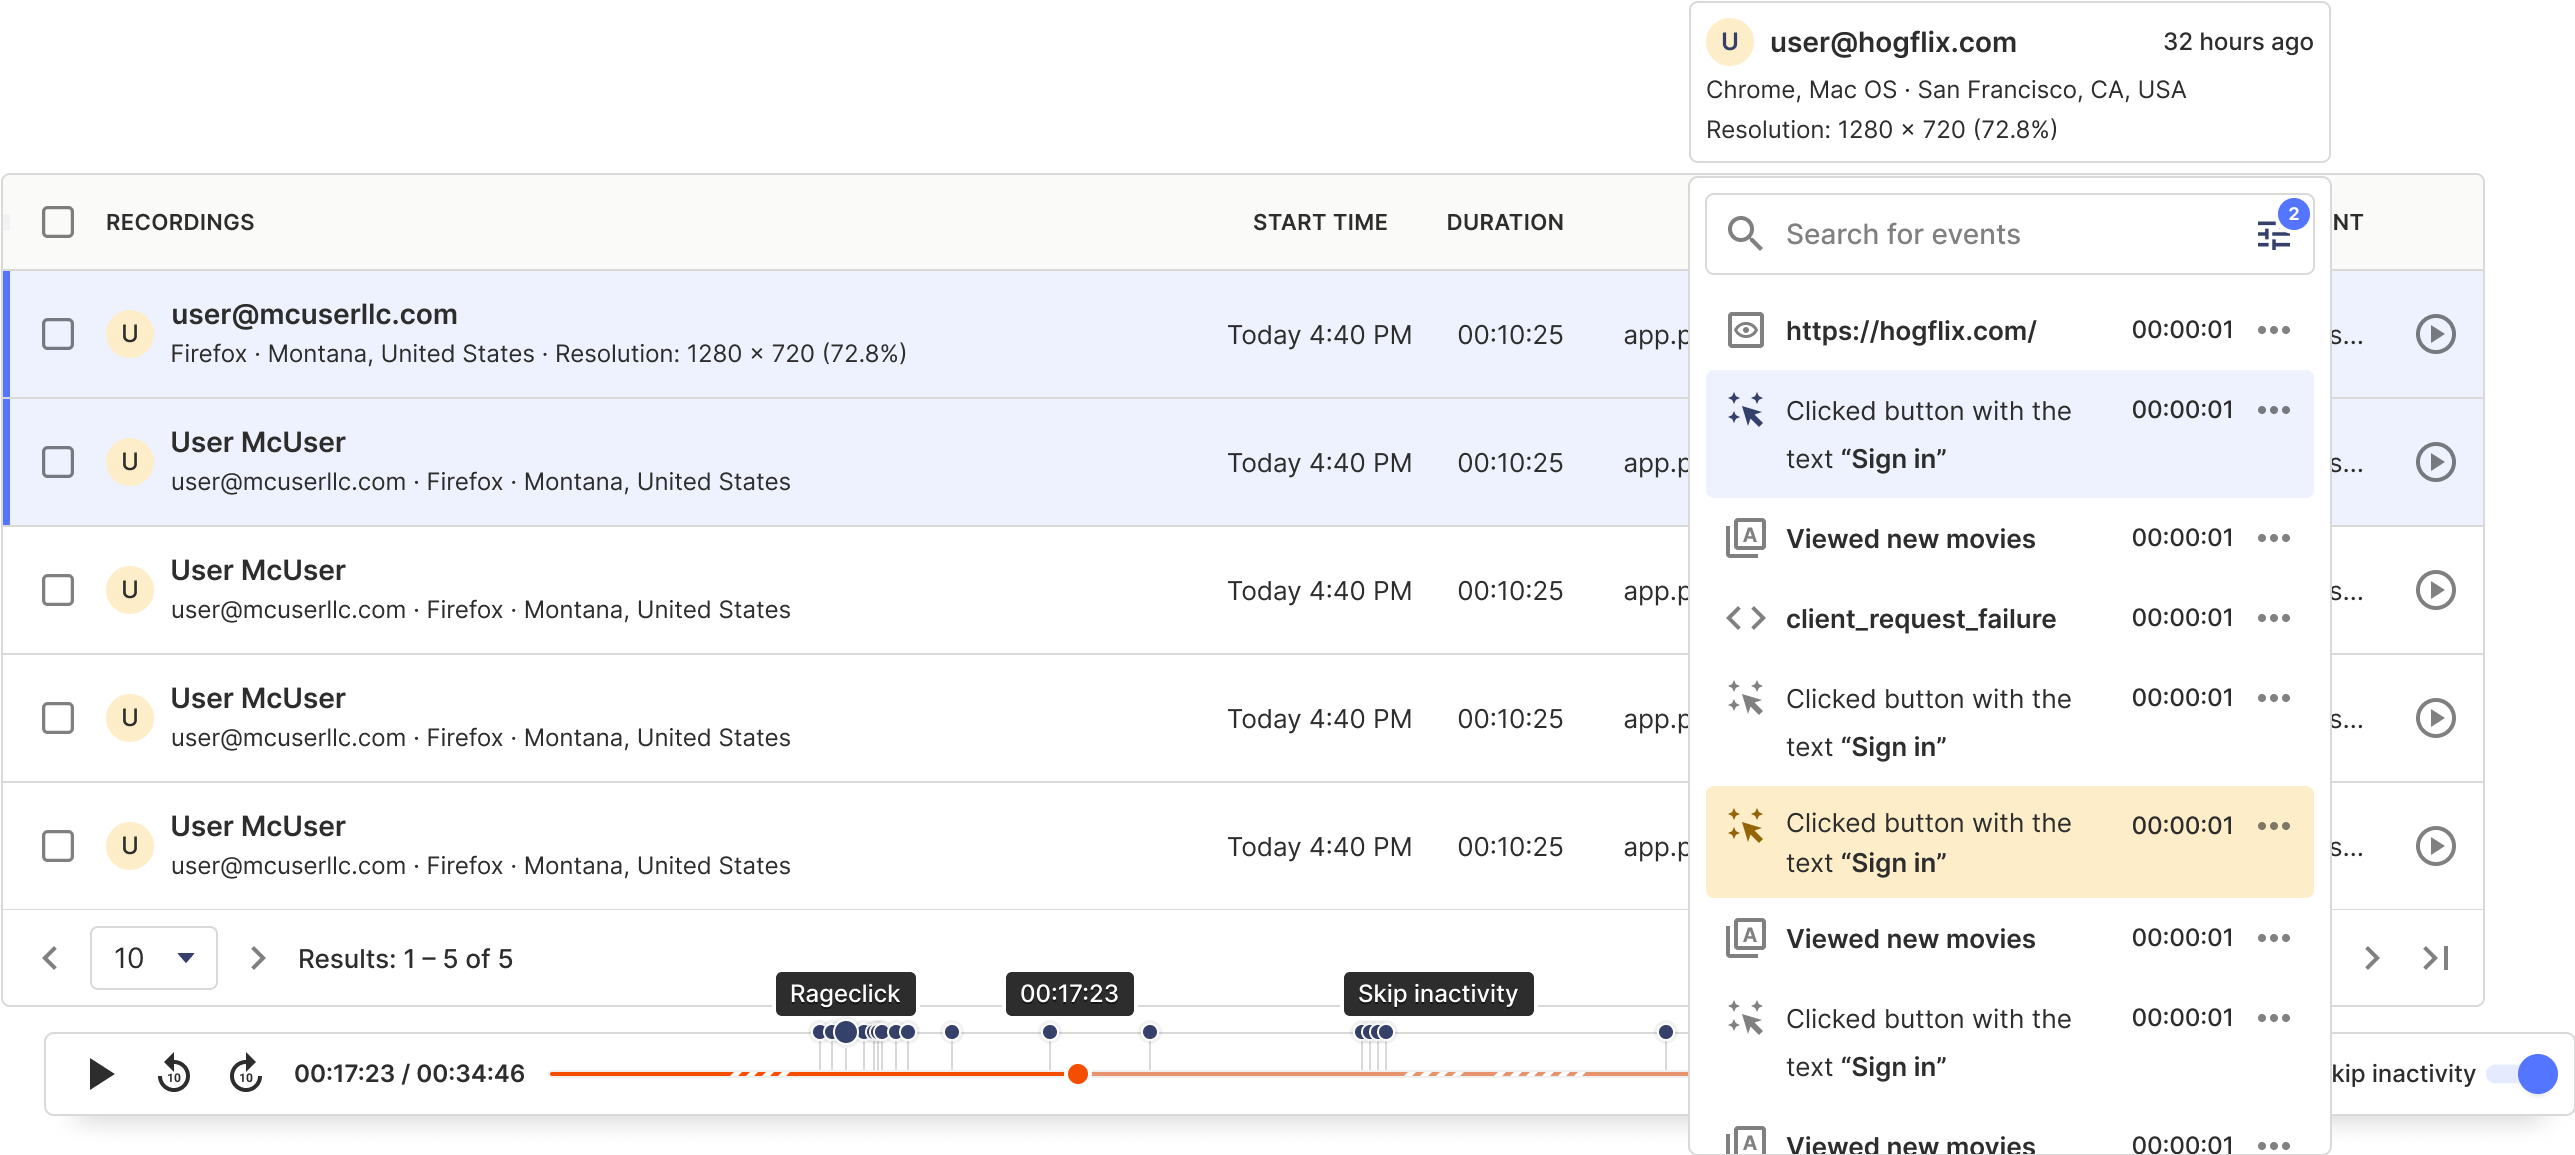 U user@hogflix.com 32 hours ago
Chrome, Mac OS · San Francisco, CA, USA
Resolution: 1280 × 720 (72.8%)
RECORDINGS START TIME DURATION NT
U user@mcuserllc.com
Firefox · Montana, United States · Resolution: 1280 × 720 (72.8%)
Today 4:40 PM 00:10:25 app.p s...
U User McUser
user@mcuserllc.com · Firefox · Montana, United States
Today 4:40 PM 00:10:25 app.p s...
U User McUser
user@mcuserllc.com · Firefox · Montana, United States
Today 4:40 PM 00:10:25 app.p s...
U User McUser
user@mcuserllc.com · Firefox · Montana, United States
Today 4:40 PM 00:10:25 app.p s...
U User McUser
user@mcuserllc.com · Firefox · Montana, United States
Today 4:40 PM 00:10:25 app.p s...
10 Results: 1 – 5 of 5
Search for events 2
https://hogflix.com/ 00:00:01
Clicked button with the 00:00:01
text “Sign in”
A Viewed new movies 00:00:01
client_request_failure 00:00:01
Clicked button with the 00:00:01
text “Sign in”
Clicked button with the 00:00:01
text “Sign in”
A Viewed new movies 00:00:01
Clicked button with the 00:00:01
text “Sign in”
A Viewed new movies 00:00:01
Rageclick 00:17:23 Skip inactivity
10 10 00:17:23 / 00:34:46 kip inactivity